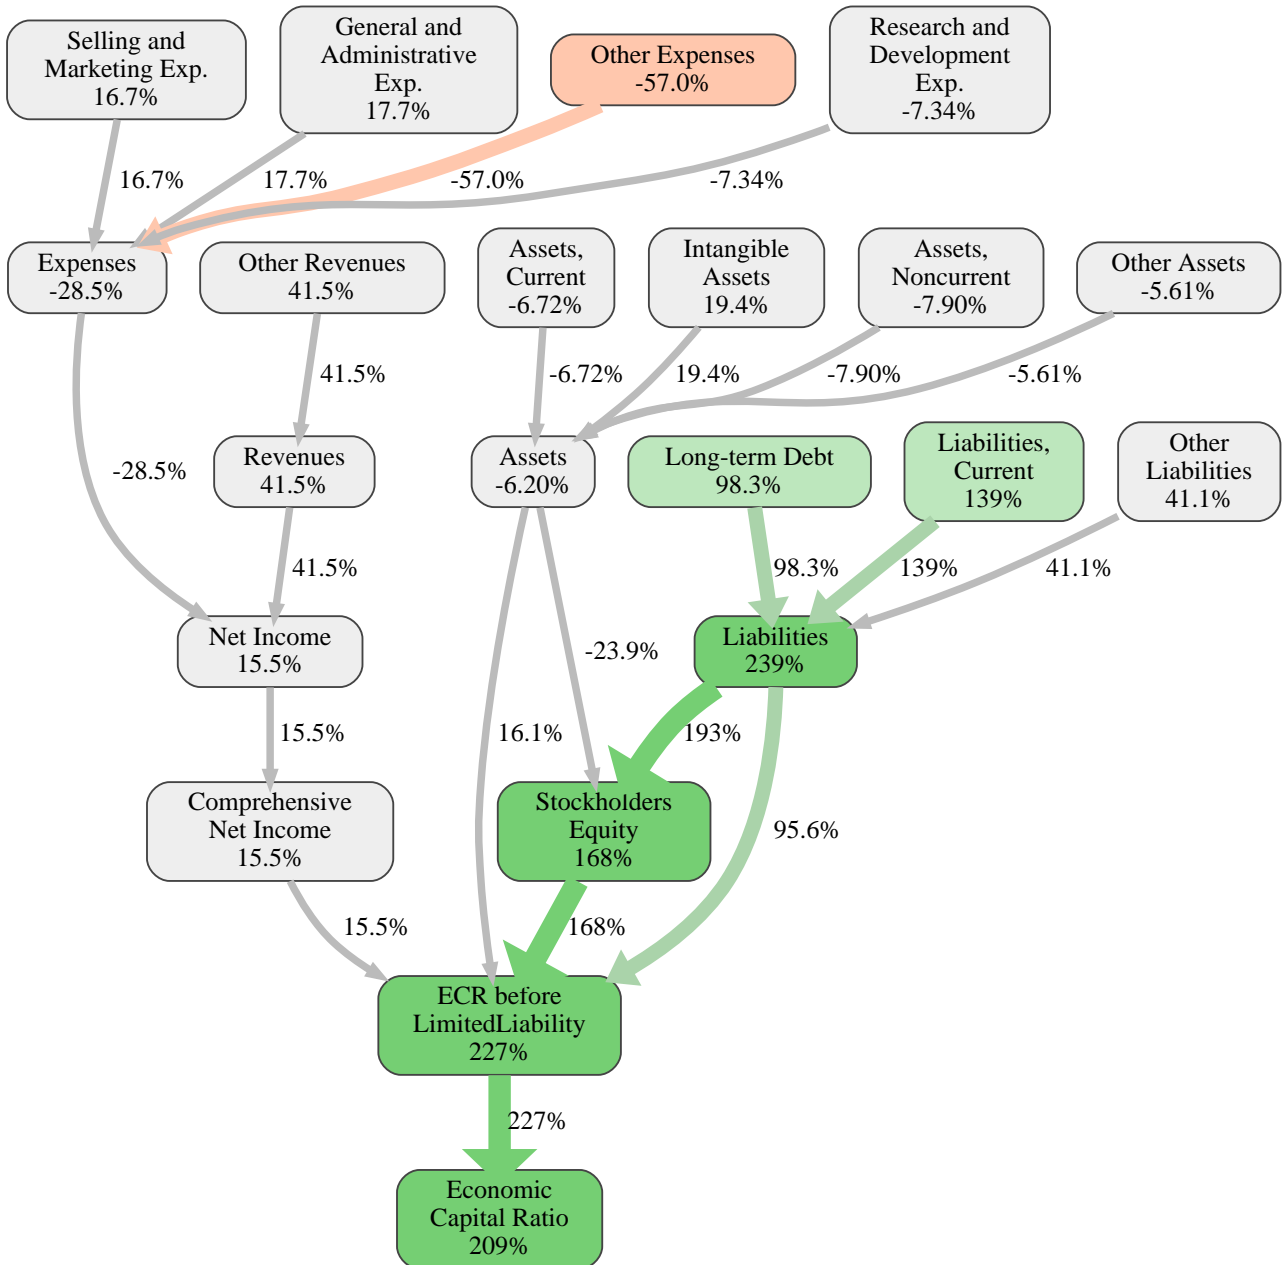 Selling and
Marketing Exp.
16.7%
General and
Administrative
Exp.
17.7%
Other Expenses
-57.0%
Research and
Development
Exp.
-7.34%
16.7%
17.7%
-57.0%
-7.34%
Expenses
-28.5%
Other Revenues
41.5%
Assets,
Current
-6.72%
Intangible
Assets
19.4%
Assets,
Noncurrent
-7.90%
Other Assets
-5.61%
41.5%
-6.72%
19.4%
-7.90%
-5.61%
-28.5%
Revenues
41.5%
Assets
-6.20%
Long-term Debt
98.3%
Liabilities,
Current
139%
Other
Liabilities
41.1%
41.5%
98.3%
139%
41.1%
Net Income
15.5%
-23.9%
Liabilities
239%
15.5%
16.1%
193%
Comprehensive
Net Income
15.5%
Stockholders
Equity
168%
95.6%
15.5%
168%
ECR before
LimitedLiability
227%
227%
Economic
Capital Ratio
209%